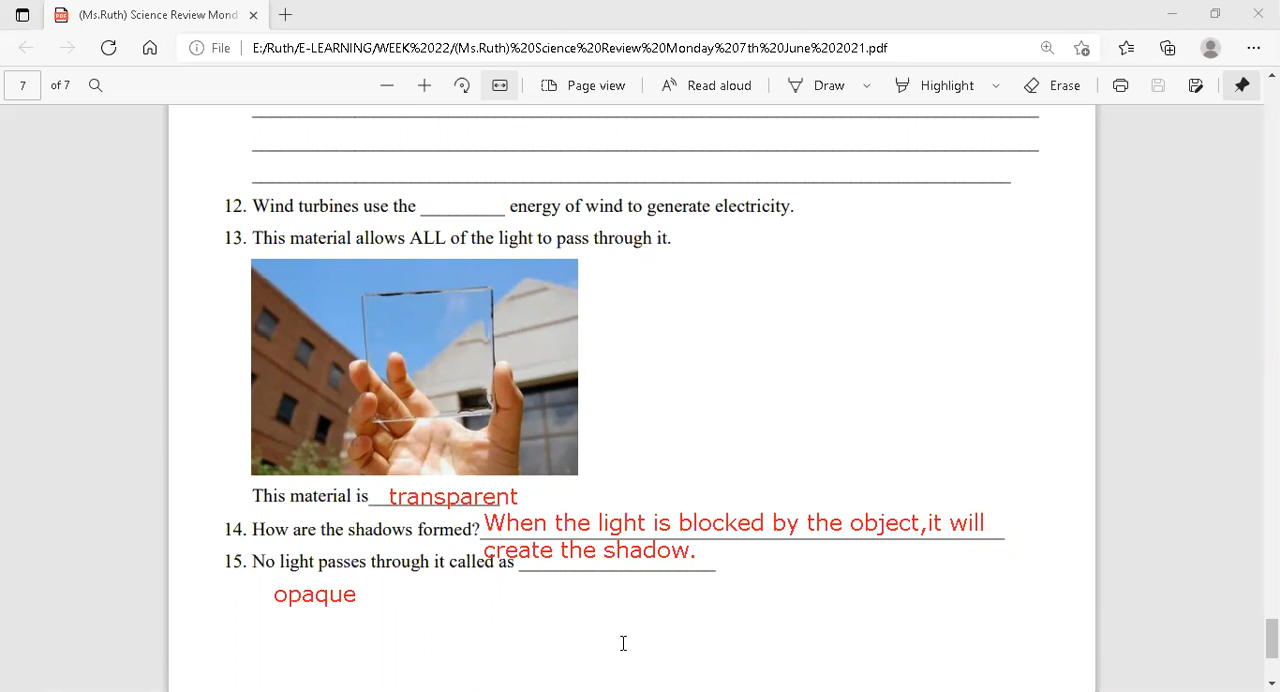 (Ms.Ruth) Science Review Mond
File
E:/Ruth/E-LEARNING/WEEK%2022/(Ms.Ruth)%20Science%20Review%20Monday%207th%20June%202021.pdf
7 of 7
Page view
Read aloud
Draw
Highlight
Erase
12. Wind turbines use the _________ energy of wind to generate electricity.
13. This material allows ALL of the light to pass through it.
This material is transparent
14. How are the shadows formed? When the light is blocked by the object,it will
create the shadow.
15. No light passes through it called as _____________________
opaque